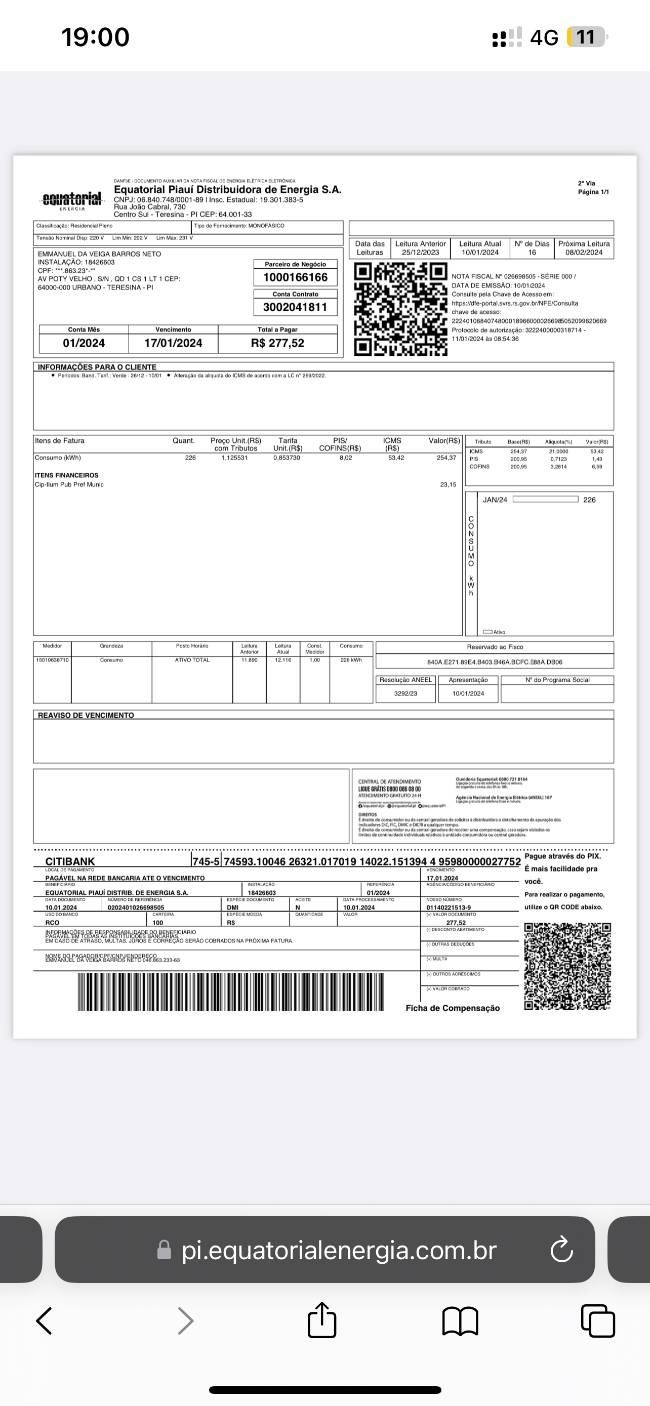 19:00
4G 11
DANFE - DOCUMENTO AUXILIAR DA NOTA FISCAL DE ENERGIA ELÉTRICA ELETRÔNICA
equatorial
ENERGIA
Equatorial Piauí Distribuidora de Energia S.A.
CNPJ: 06.840.748/0001-89 I Insc. Estadual: 19.301.383-5
Rua João Cabral, 730
Centro Sul - Teresina - PI CEP: 64.001-33
2ª Via
Página 1/1
Classificação: Residencial Pleno
Tipo de Fornecimento: MONOFÁSICO
Tensão Nominal Disp: 220 V Lim Min: 202 V Lim Max: 231 V
EMMANUEL DA VEIGA BARROS NETO
INSTALAÇÃO: 18426603
CPF: ***.863.23*-**
AV POTY VELHO , S/N , QD 1 CS 1 LT 1 CEP:
64000-000 URBANO - TERESINA - PI
Parceiro de Negócio
1000166166
Conta Contrato
3002041811
Conta Mês Vencimento Total a Pagar
01/2024 17/01/2024 R$ 277,52
Data das Leituras
Leitura Anterior Leitura Atual Nº de Dias Próxima Leitura
25/12/2023 10/01/2024 16 08/02/2024
NOTA FISCAL Nº 026698505 - SÉRIE 000 /
DATA DE EMISSÃO: 10/01/2024
Consulte pela Chave de Acesso em:
https://dfe-portal.svrs.rs.gov.br/NFE/Consulta
chave de acesso:
Protocolo de autorização: 3222400000318714 -
11/01/2024 às 08:54:36
INFORMAÇÕES PARA O CLIENTE
• Períodos: Band. Tarif.: Verde : 26/12 - 10/01 • Alteração da alíquota do ICMS de acordo com a LC nº 269/2022.
Itens de Fatura Quant. Preço Unit.(R$) com Tributos Tarifa Unit.(R$) PIS/COFINS(R$) ICMS (R$) Valor(R$)
Consumo (kWh) 226 1,125531 0,853730 8,02 53,42 254,37
ITENS FINANCEIROS
Cip-Ilum Pub Pref Munic 23,15
Tributo Base(R$) Alíquota(%) Valor(R$)
ICMS 254,37 21,0000 53,42
PIS 200,95 0,7123 1,43
COFINS 200,95 3,2814 6,59
CONSUMO kWh
JAN/24 226
Ativo
Medidor Grandeza Posto Horário Leitura Anterior Leitura Atual Const. Medidor Consumo
15010636710 Consumo ATIVO TOTAL 11.890 12.116 1,00 226 kWh
Reservado ao Fisco
840A.E271.89E4.B403.B46A.BCFC.BB8A.DB06
Resolução ANEEL Apresentação Nº do Programa Social
3292/23 10/01/2024
REAVISO DE VENCIMENTO
CENTRAL DE ATENDIMENTO
LIGUE GRÁTIS 0800 086 08 00
ATENDIMENTO GRATUITO 24 H
Ouvidoria Equatorial: 0800 721 8164
Agência Nacional de Energia Elétrica (ANEEL) 167
DIREITOS
CITIBANK 745-5 74593.10046 26321.017019 14022.151394 4 95980000027752
LOCAL DE PAGAMENTO
PAGÁVEL NA REDE BANCARIA ATE O VENCIMENTO
VENCIMENTO
17.01.2024
BENEFICIÁRIO INSTALAÇÃO REFERÊNCIA AGÊNCIA/CÓDIGO BENEFICIÁRIO
EQUATORIAL PIAUÍ DISTRIB. DE ENERGIA S.A. 18426603 01/2024
DATA DOCUMENTO NÚMERO DE REFERÊNCIA ESPÉCIE DOCUMENTO ACEITE DATA PROCESSAMENTO NOSSO NÚMERO
10.01.2024 0202401026698505 DMI N 10.01.2024 01140221513-9
USO DO BANCO CARTEIRA ESPÉCIE MOEDA QUANTIDADE VALOR (=) VALOR DOCUMENTO
RCO 100 R$ 277,52
INFORMAÇÕES DE RESPONSABILIDADE DO BENEFICIÁRIO
PAGÁVEL EM TODAS AS INSTITUIÇÕES BANCÁRIAS,
EM CASO DE ATRASO, MULTAS, JUROS E CORREÇÃO SERÃO COBRADOS NA PRÓXIMA FATURA.
(-) DESCONTO ABATIMENTO
(-) OUTRAS DEDUÇÕES
(+) MULTA
(+) OUTROS ACRÉSCIMOS
(=) VALOR COBRADO
NOME DO PAGADOR/CPF/CNPJ/ENDEREÇO
Ficha de Compensação
Pague através do PIX.
É mais facilidade pra
você.
Para realizar o pagamento,
utilize o QR CODE abaixo.
pi.equatorialenergia.com.br